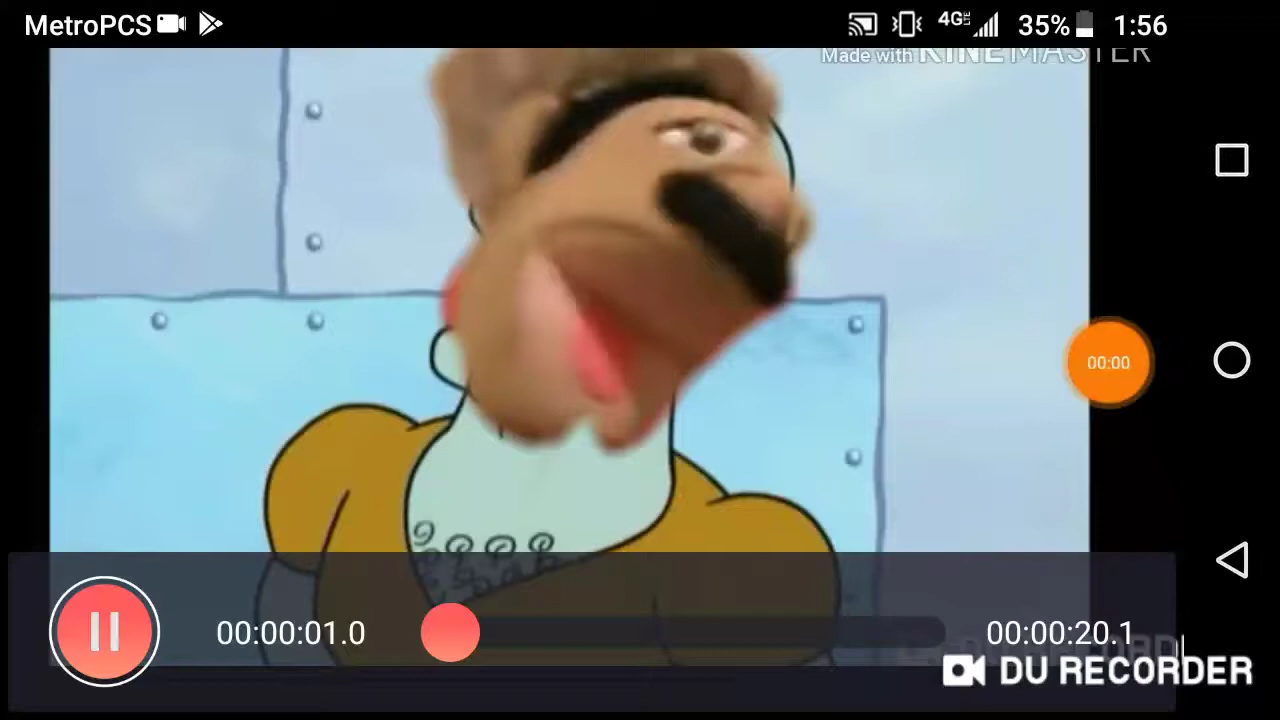 MetroPCS 4G LTE 35% 1:56
Made with KINEMASTER
00:00
00:00:01.0 00:00:20.1
DU RECORDER